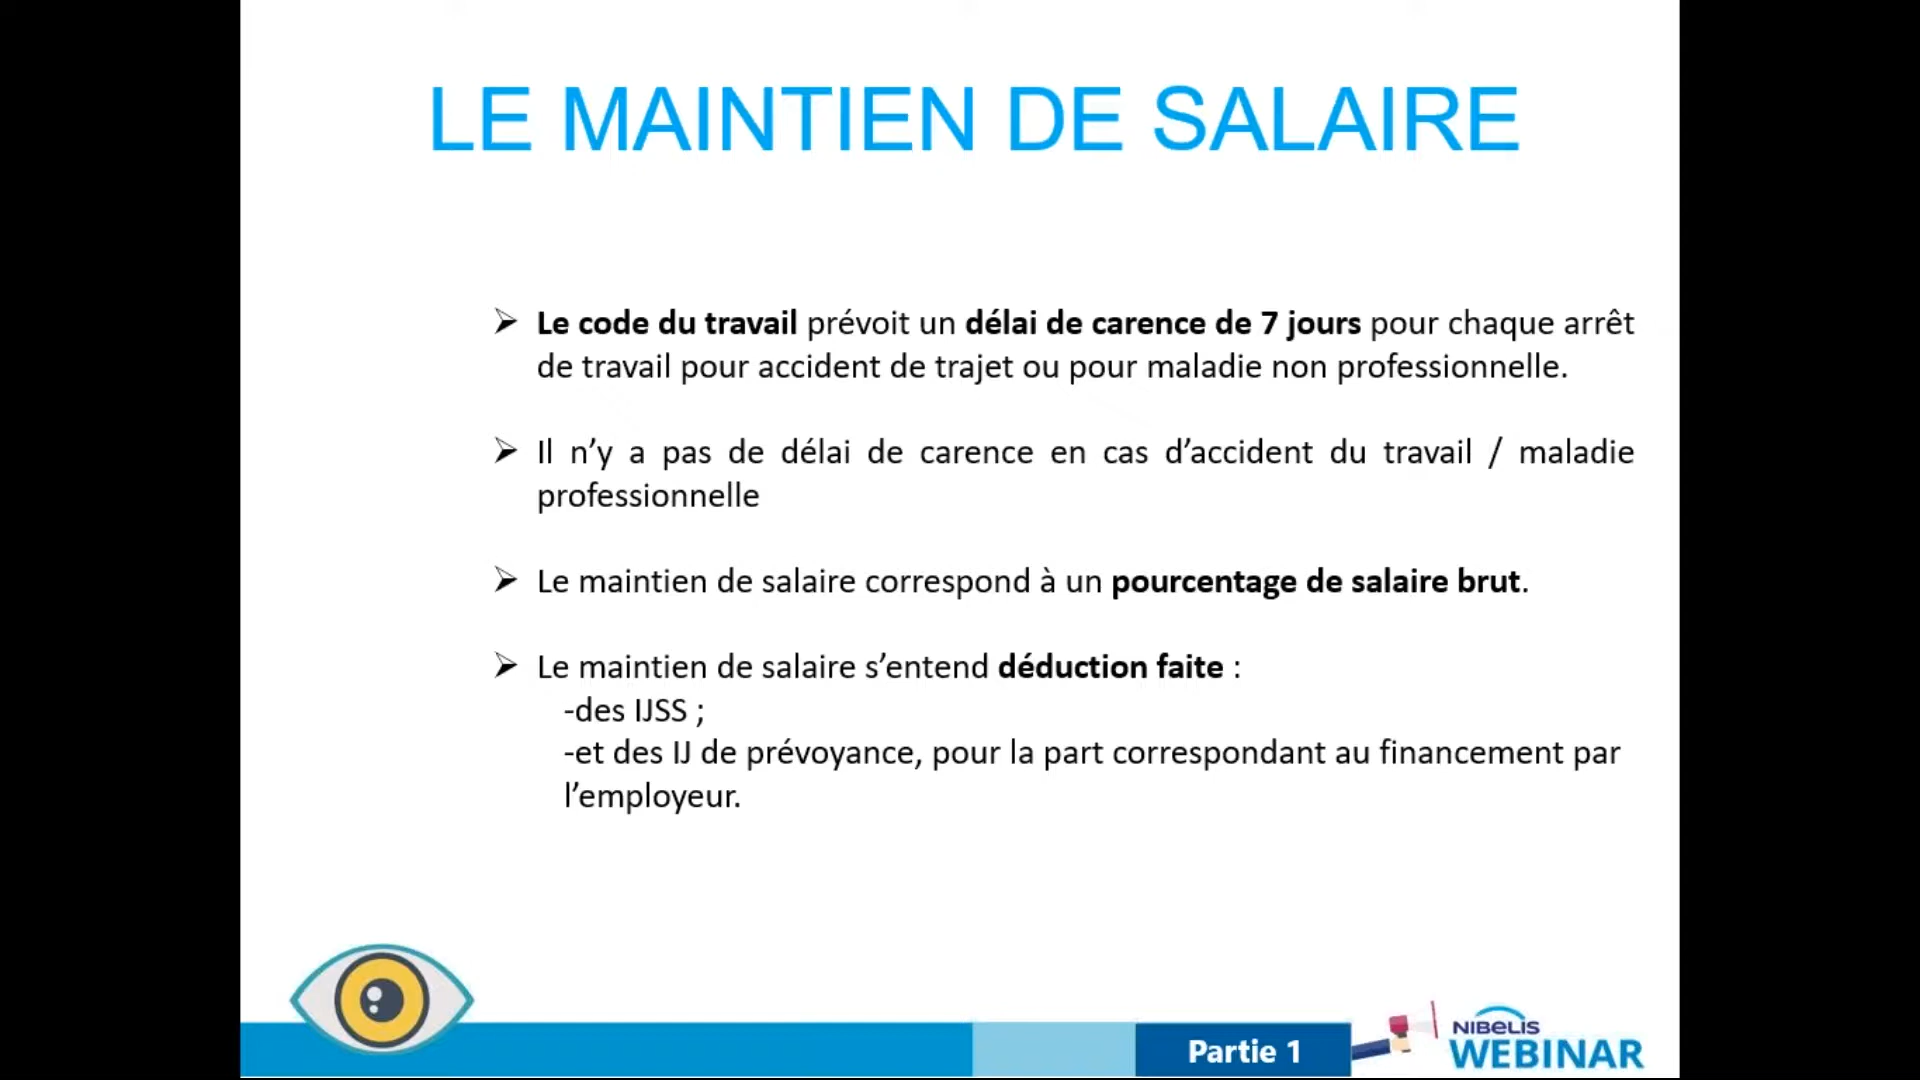 LE MAINTIEN DE SALAIRE
➢ Le code du travail prévoit un délai de carence de 7 jours pour chaque arrêt
de travail pour accident de trajet ou pour maladie non professionnelle.
➢ Il n’y a pas de délai de carence en cas d’accident du travail / maladie
professionnelle
➢ Le maintien de salaire correspond à un pourcentage de salaire brut.
➢ Le maintien de salaire s’entend déduction faite :
-des IJSS ;
-et des IJ de prévoyance, pour la part correspondant au financement par
l’employeur.
Partie 1
NIBELIS
WEBINAR